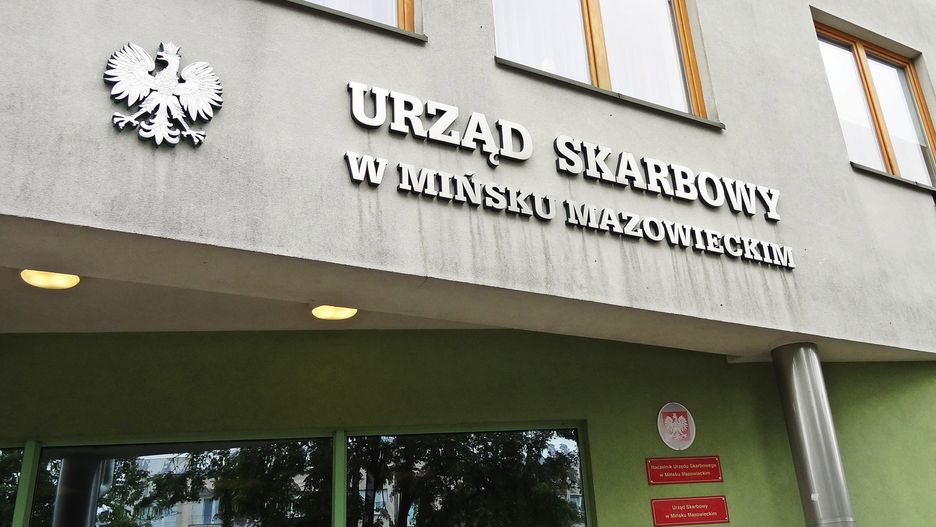 URZĄD SKARBOWY
W MIŃSKU MAZOWIECKIM
Naczelnik Urzędu Skarbowego
w Mińsku Mazowieckim
Urząd Skarbowy
w Mińsku Mazowieckim